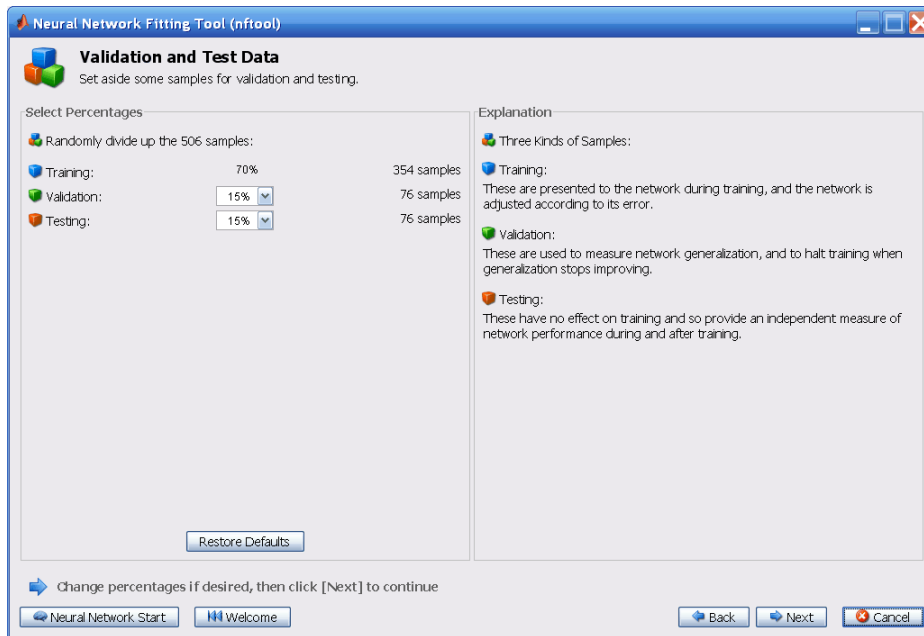 Neural Network Fitting Tool (nftool)
Validation and Test Data
Set aside some samples for validation and testing.
Select Percentages
Randomly divide up the 506 samples:
Training: 70% 354 samples
Validation: 15% 76 samples
Testing: 15% 76 samples
Restore Defaults
Explanation
Three Kinds of Samples:
Training:
These are presented to the network during training, and the network is
adjusted according to its error.
Validation:
These are used to measure network generalization, and to halt training when
generalization stops improving.
Testing:
These have no effect on training and so provide an independent measure of
network performance during and after training.
Change percentages if desired, then click [Next] to continue
Neural Network Start Welcome Back Next Cancel